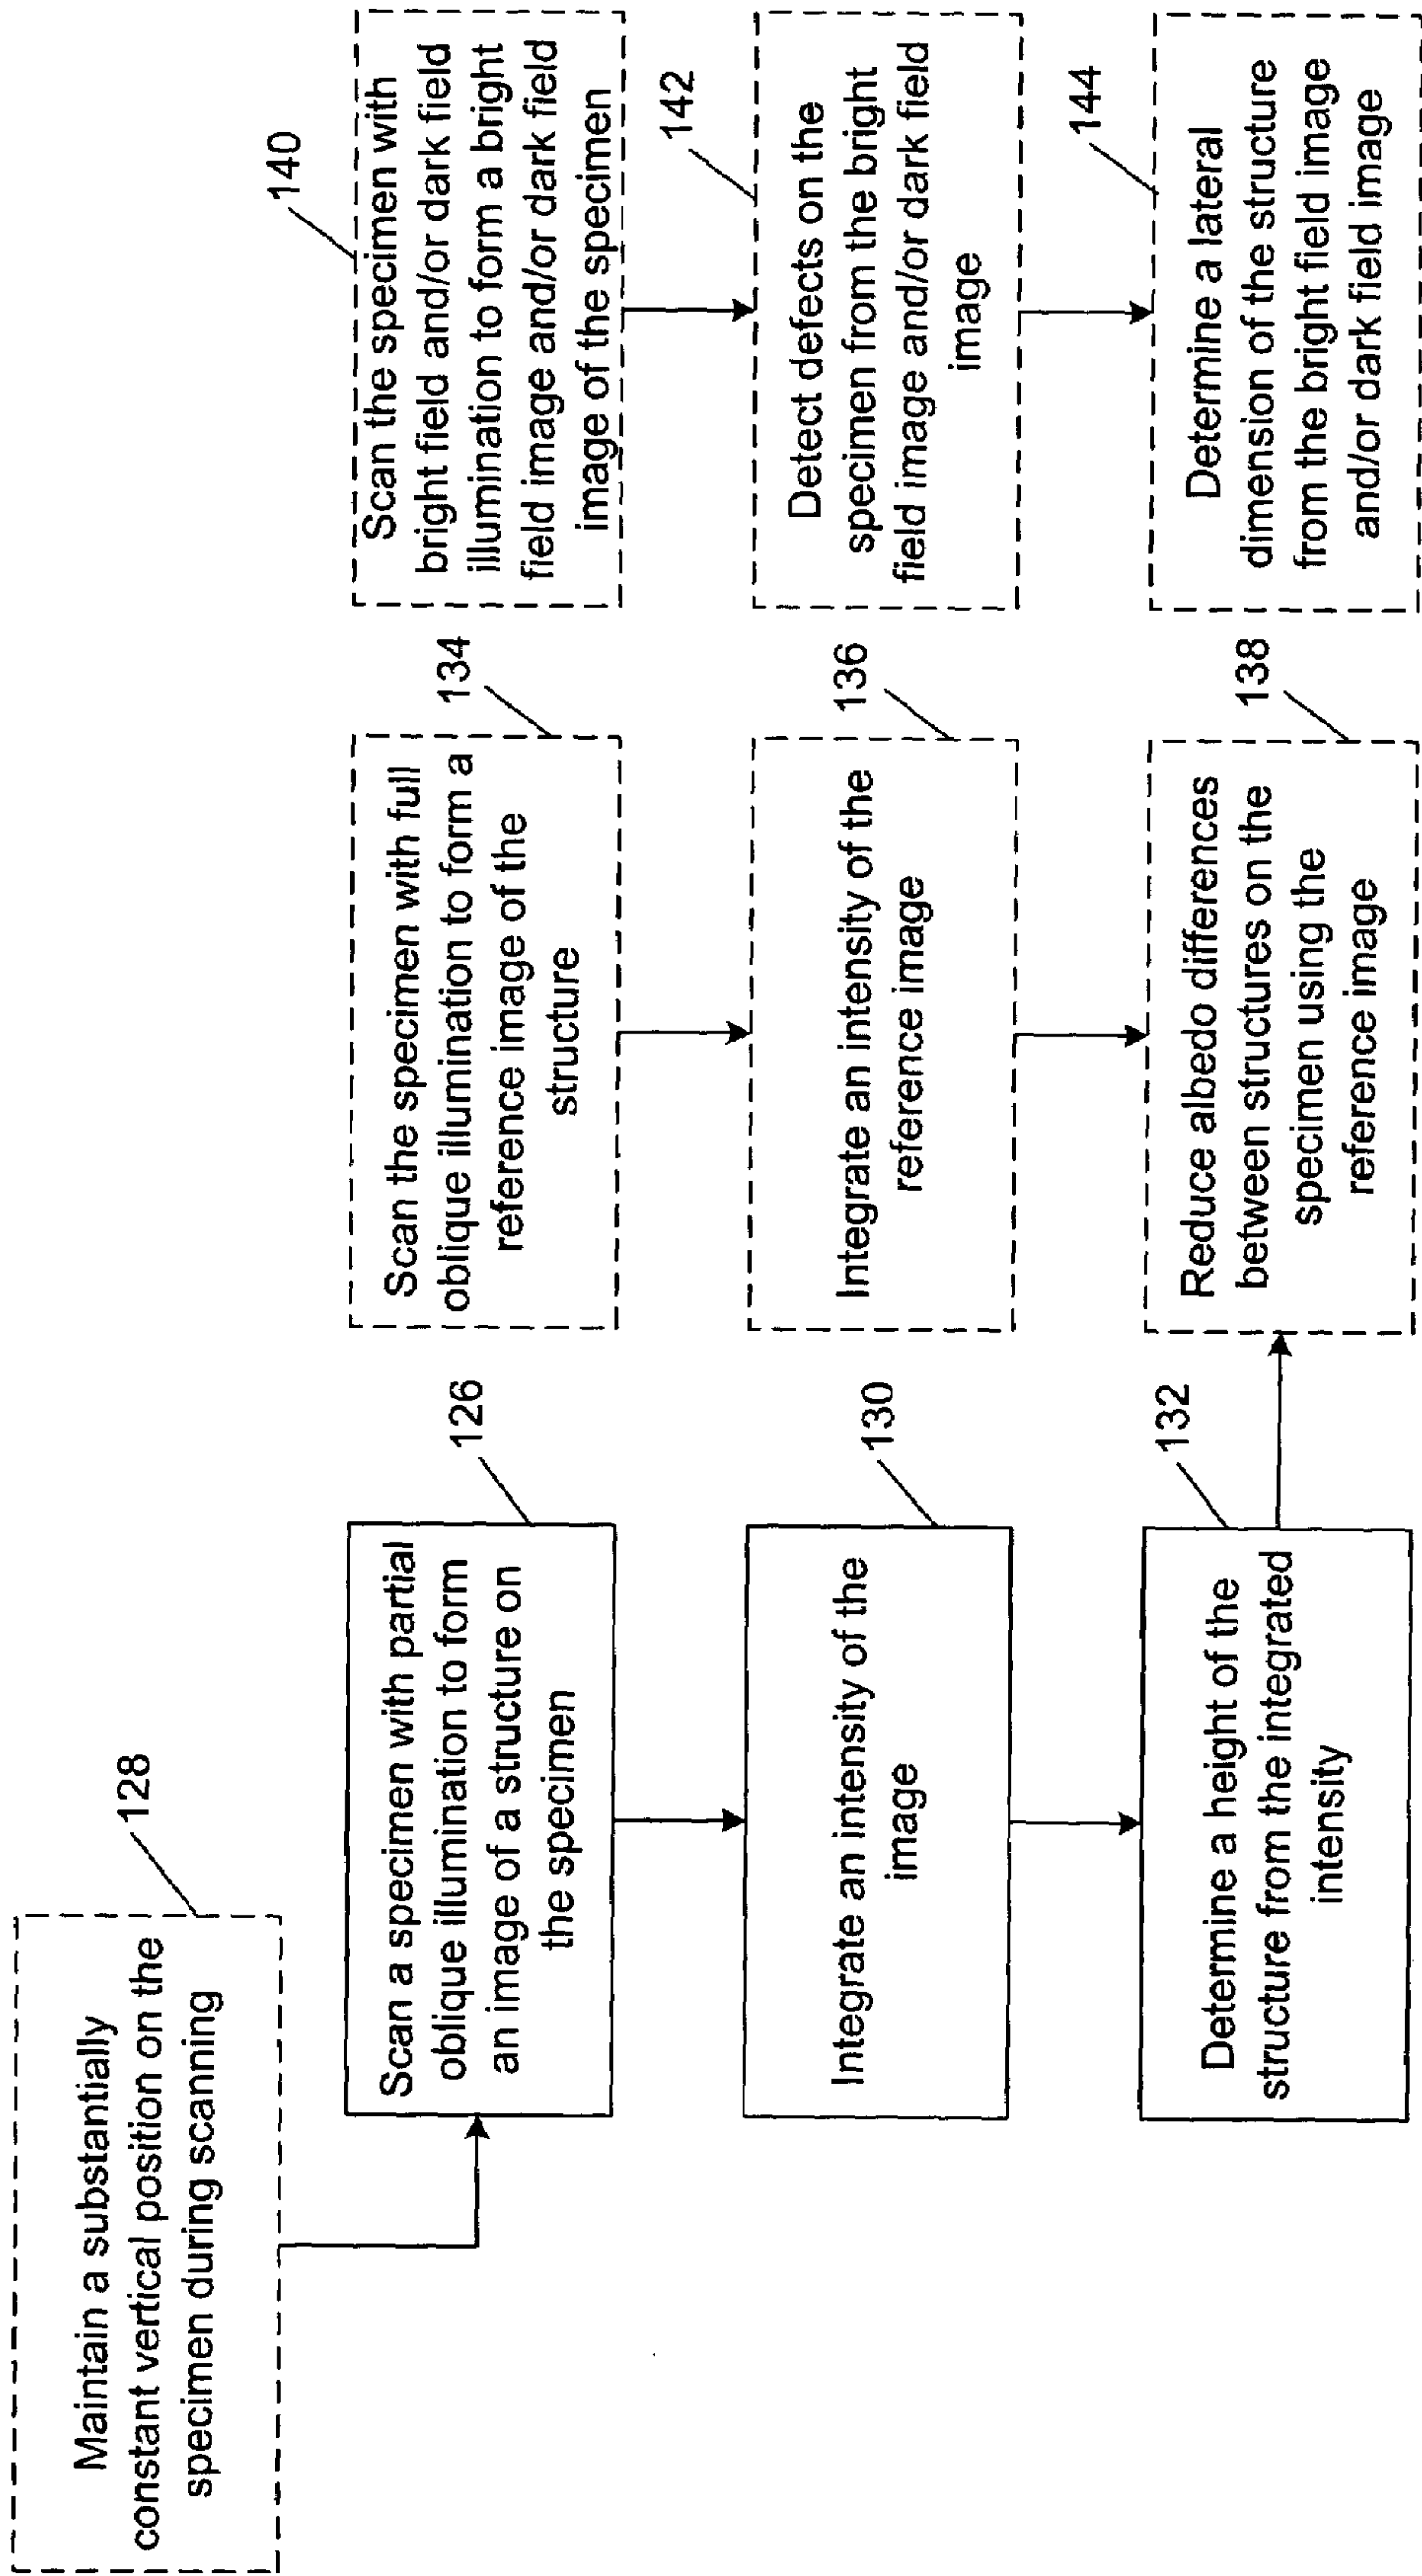 Maintain a substantially
constant vertical position on the
specimen during scanning
128
Scan a specimen with partial
oblique illumination to form
an image of a structure on
the specimen
126
Integrate an intensity of the
image
130
Determine a height of the
structure from the integrated
intensity
132
Scan the specimen with full
oblique illumination to form a
reference image of the
structure
134
Integrate an intensity of the
reference image
136
Reduce albedo differences
between structures on the
specimen using the
reference image
138
Scan the specimen with
bright field and/or dark field
illumination to form a bright
field image and/or dark field
image of the specimen
140
Detect defects on the
specimen from the bright
field image and/or dark field
image
142
Determine a lateral
dimension of the structure
from the bright field image
and/or dark field image
144